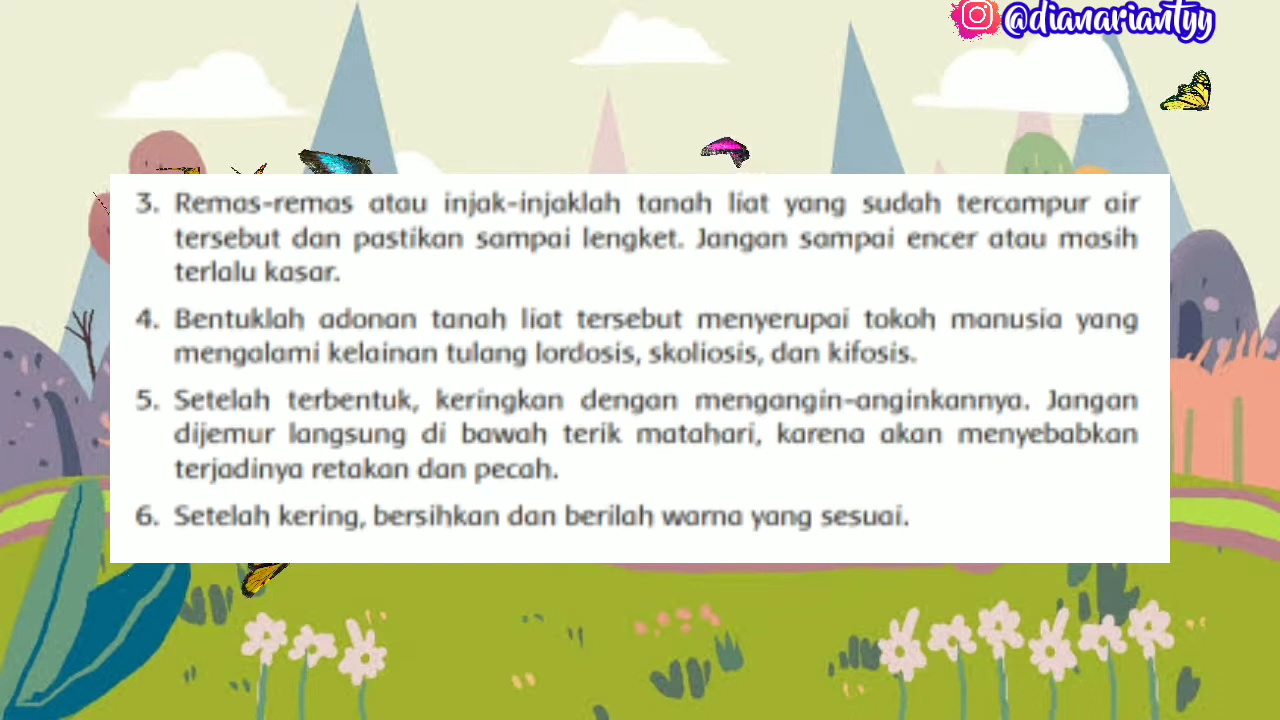 @dianariantyy
3. Remas-remas atau injak-injaklah tanah liat yang sudah tercampur air
tersebut dan pastikan sampai lengket. Jangan sampai encer atau masih
terlalu kasar.
4. Bentuklah adonan tanah liat tersebut menyerupai tokoh manusia yang
mengalami kelainan tulang lordosis, skoliosis, dan kifosis.
5. Setelah terbentuk, keringkan dengan mengangin-anginkannya. Jangan
dijemur langsung di bawah terik matahari, karena akan menyebabkan
terjadinya retakan dan pecah.
6. Setelah kering, bersihkan dan berilah warna yang sesuai.